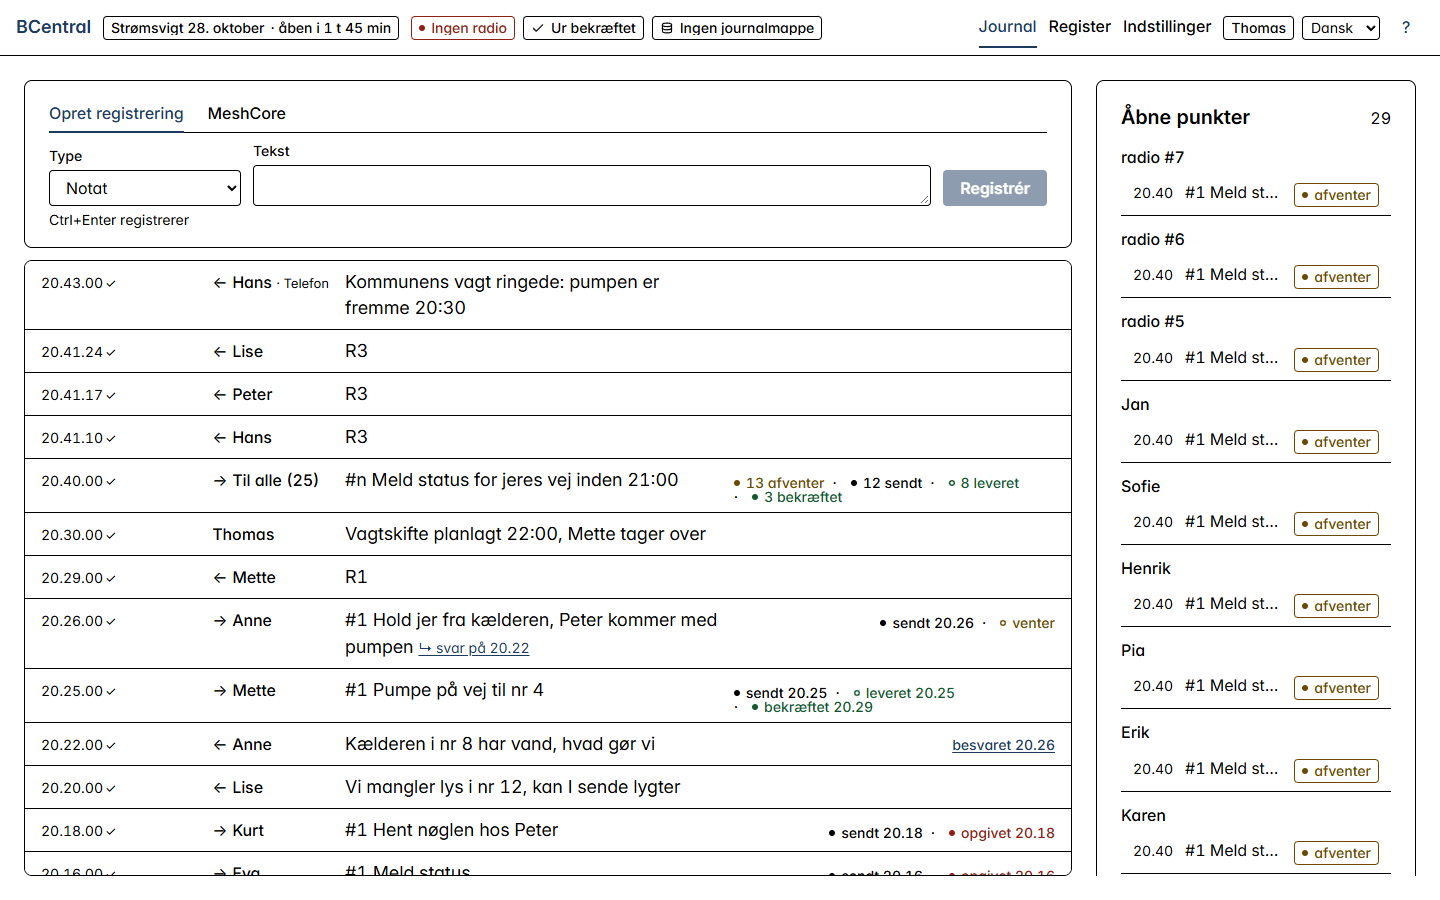 BCentral
Strømsvigt 28. oktober · åben i 1 t 45 min
Ingen radio
Ur bekræftet
Ingen journalmappe
Journal
Register
Indstillinger
Thomas
Dansk
?
Opret registrering
MeshCore
Type
Tekst
Notat
Registrér
Ctrl+Enter registrerer
20.43.00 ✓ ← Hans · Telefon Kommunens vagt ringede: pumpen er
fremme 20:30
20.41.24 ✓ ← Lise R3
20.41.17 ✓ ← Peter R3
20.41.10 ✓ ← Hans R3
20.40.00 ✓ → Til alle (25) #n Meld status for jeres vej inden 21:00 • 13 afventer · • 12 sendt · ∘ 8 leveret
· • 3 bekræftet
20.30.00 ✓ Thomas Vagtskifte planlagt 22:00, Mette tager over
20.29.00 ✓ ← Mette R1
20.26.00 ✓ → Anne #1 Hold jer fra kælderen, Peter kommer med • sendt 20.26 · ∘ venter
pumpen ↪ svar på 20.22
20.25.00 ✓ → Mette #1 Pumpe på vej til nr 4 • sendt 20.25 · ∘ leveret 20.25
· • bekræftet 20.29
20.22.00 ✓ ← Anne Kælderen i nr 8 har vand, hvad gør vi besvaret 20.26
20.20.00 ✓ ← Lise Vi mangler lys i nr 12, kan I sende lygter
20.18.00 ✓ → Kurt #1 Hent nøglen hos Peter • sendt 20.18 · • opgivet 20.18
20.16.00 ✓ → Eva #1 Meld status • sendt 20.16 · • opgivet 20.16
Åbne punkter 29
radio #7
20.40 #1 Meld st... • afventer
radio #6
20.40 #1 Meld st... • afventer
radio #5
20.40 #1 Meld st... • afventer
Jan
20.40 #1 Meld st... • afventer
Sofie
20.40 #1 Meld st... • afventer
Henrik
20.40 #1 Meld st... • afventer
Pia
20.40 #1 Meld st... • afventer
Erik
20.40 #1 Meld st... • afventer
Karen
20.40 #1 Meld st... • afventer